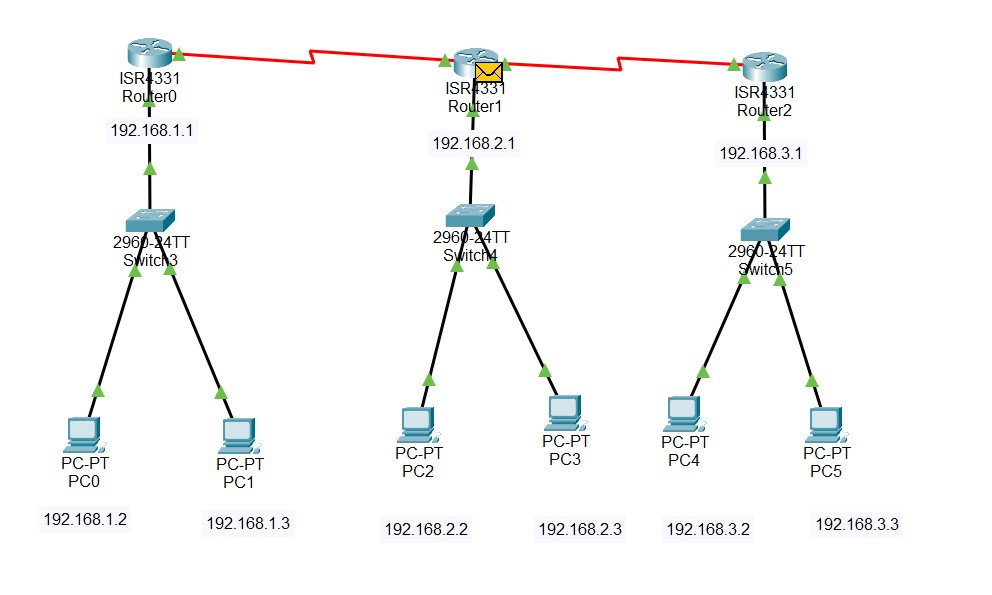 ISR4331
Router0
192.168.1.1
2960-24TT
Switch3
PC-PT
PC0
192.168.1.2
PC-PT
PC1
192.168.1.3
ISR4331
Router1
192.168.2.1
2960-24TT
Switch4
PC-PT
PC2
192.168.2.2
PC-PT
PC3
192.168.2.3
ISR4331
Router2
192.168.3.1
2960-24TT
Switch5
PC-PT
PC4
192.168.3.2
PC-PT
PC5
192.168.3.3